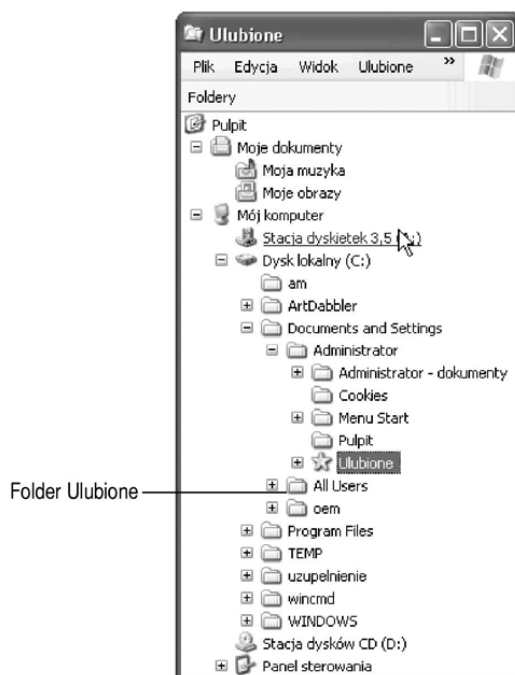 Ulubione
Plik Edycja Widok Ulubione »
Foldery
Pulpit
Moje dokumenty
Moja muzyka
Moje obrazy
Mój komputer
Stacja dyskietek 3,5
Dysk lokalny (C:)
am
ArtDabbler
Documents and Settings
Administrator
Administrator - dokumenty
Cookies
Menu Start
Pulpit
Ulubione
Folder Ulubione
All Users
oem
Program Files
TEMP
uzupelnienie
wincmd
WINDOWS
Stacja dysków CD (D:)
Panel sterowania